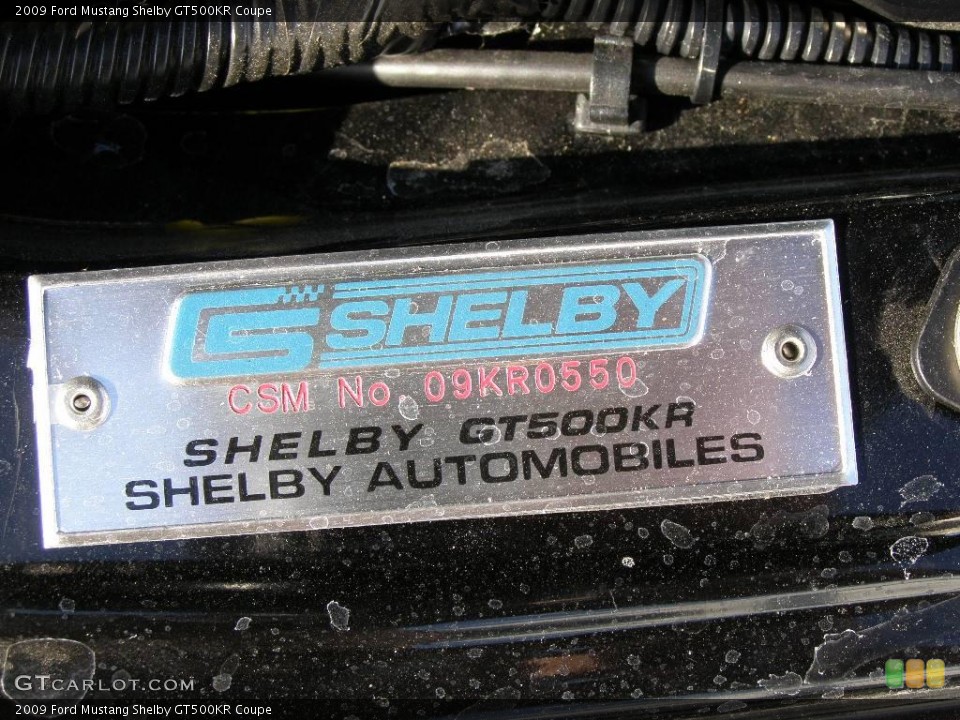 2009 Ford Mustang Shelby GT500KR Coupe
GS SHELBY
CSM No. 09KR0550
SHELBY GT500KR
SHELBY AUTOMOBILES
GTCARLOT.COM
2009 Ford Mustang Shelby GT500KR Coupe